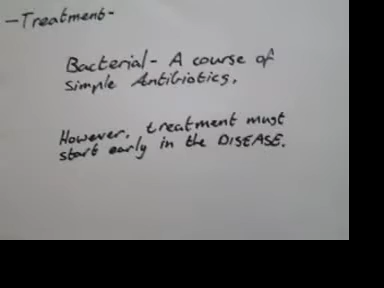 -Treatment-
Bacterial- A course of
simple Antibiotics.
However, treatment must
start early in the DISEASE.